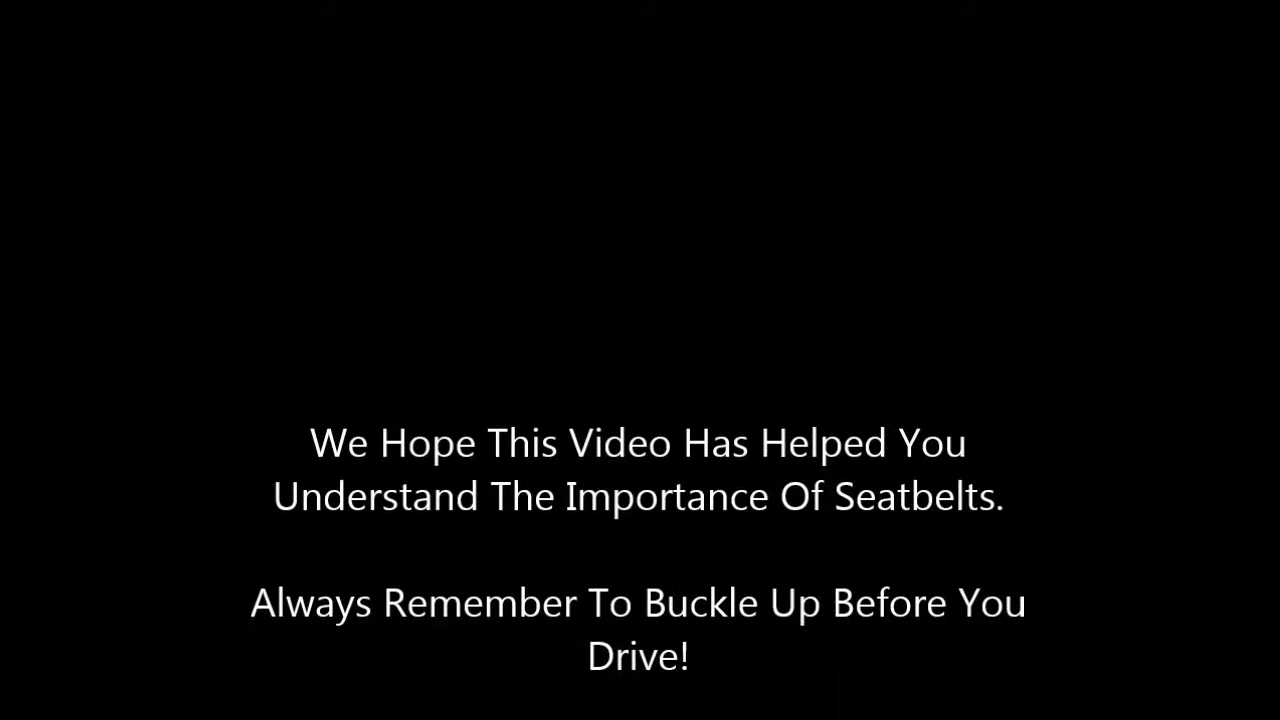 We Hope This Video Has Helped You
Understand The Importance Of Seatbelts.
Always Remember To Buckle Up Before You
Drive!